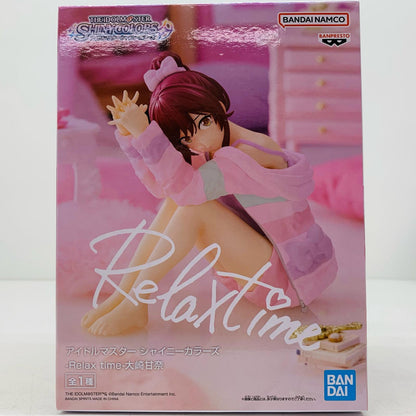 THE IDOLM@STER
SHINY COLORS
BANDAI NAMCO
BANPRESTO
Relax time
アイドルマスター シャイニーカラーズ
-Relax time-大崎甘奈
全1種
THE IDOLM@STER™& ©Bandai Namco Entertainment Inc.
BANDAI SPIRITS MADE IN CHINA
BAN
DAI